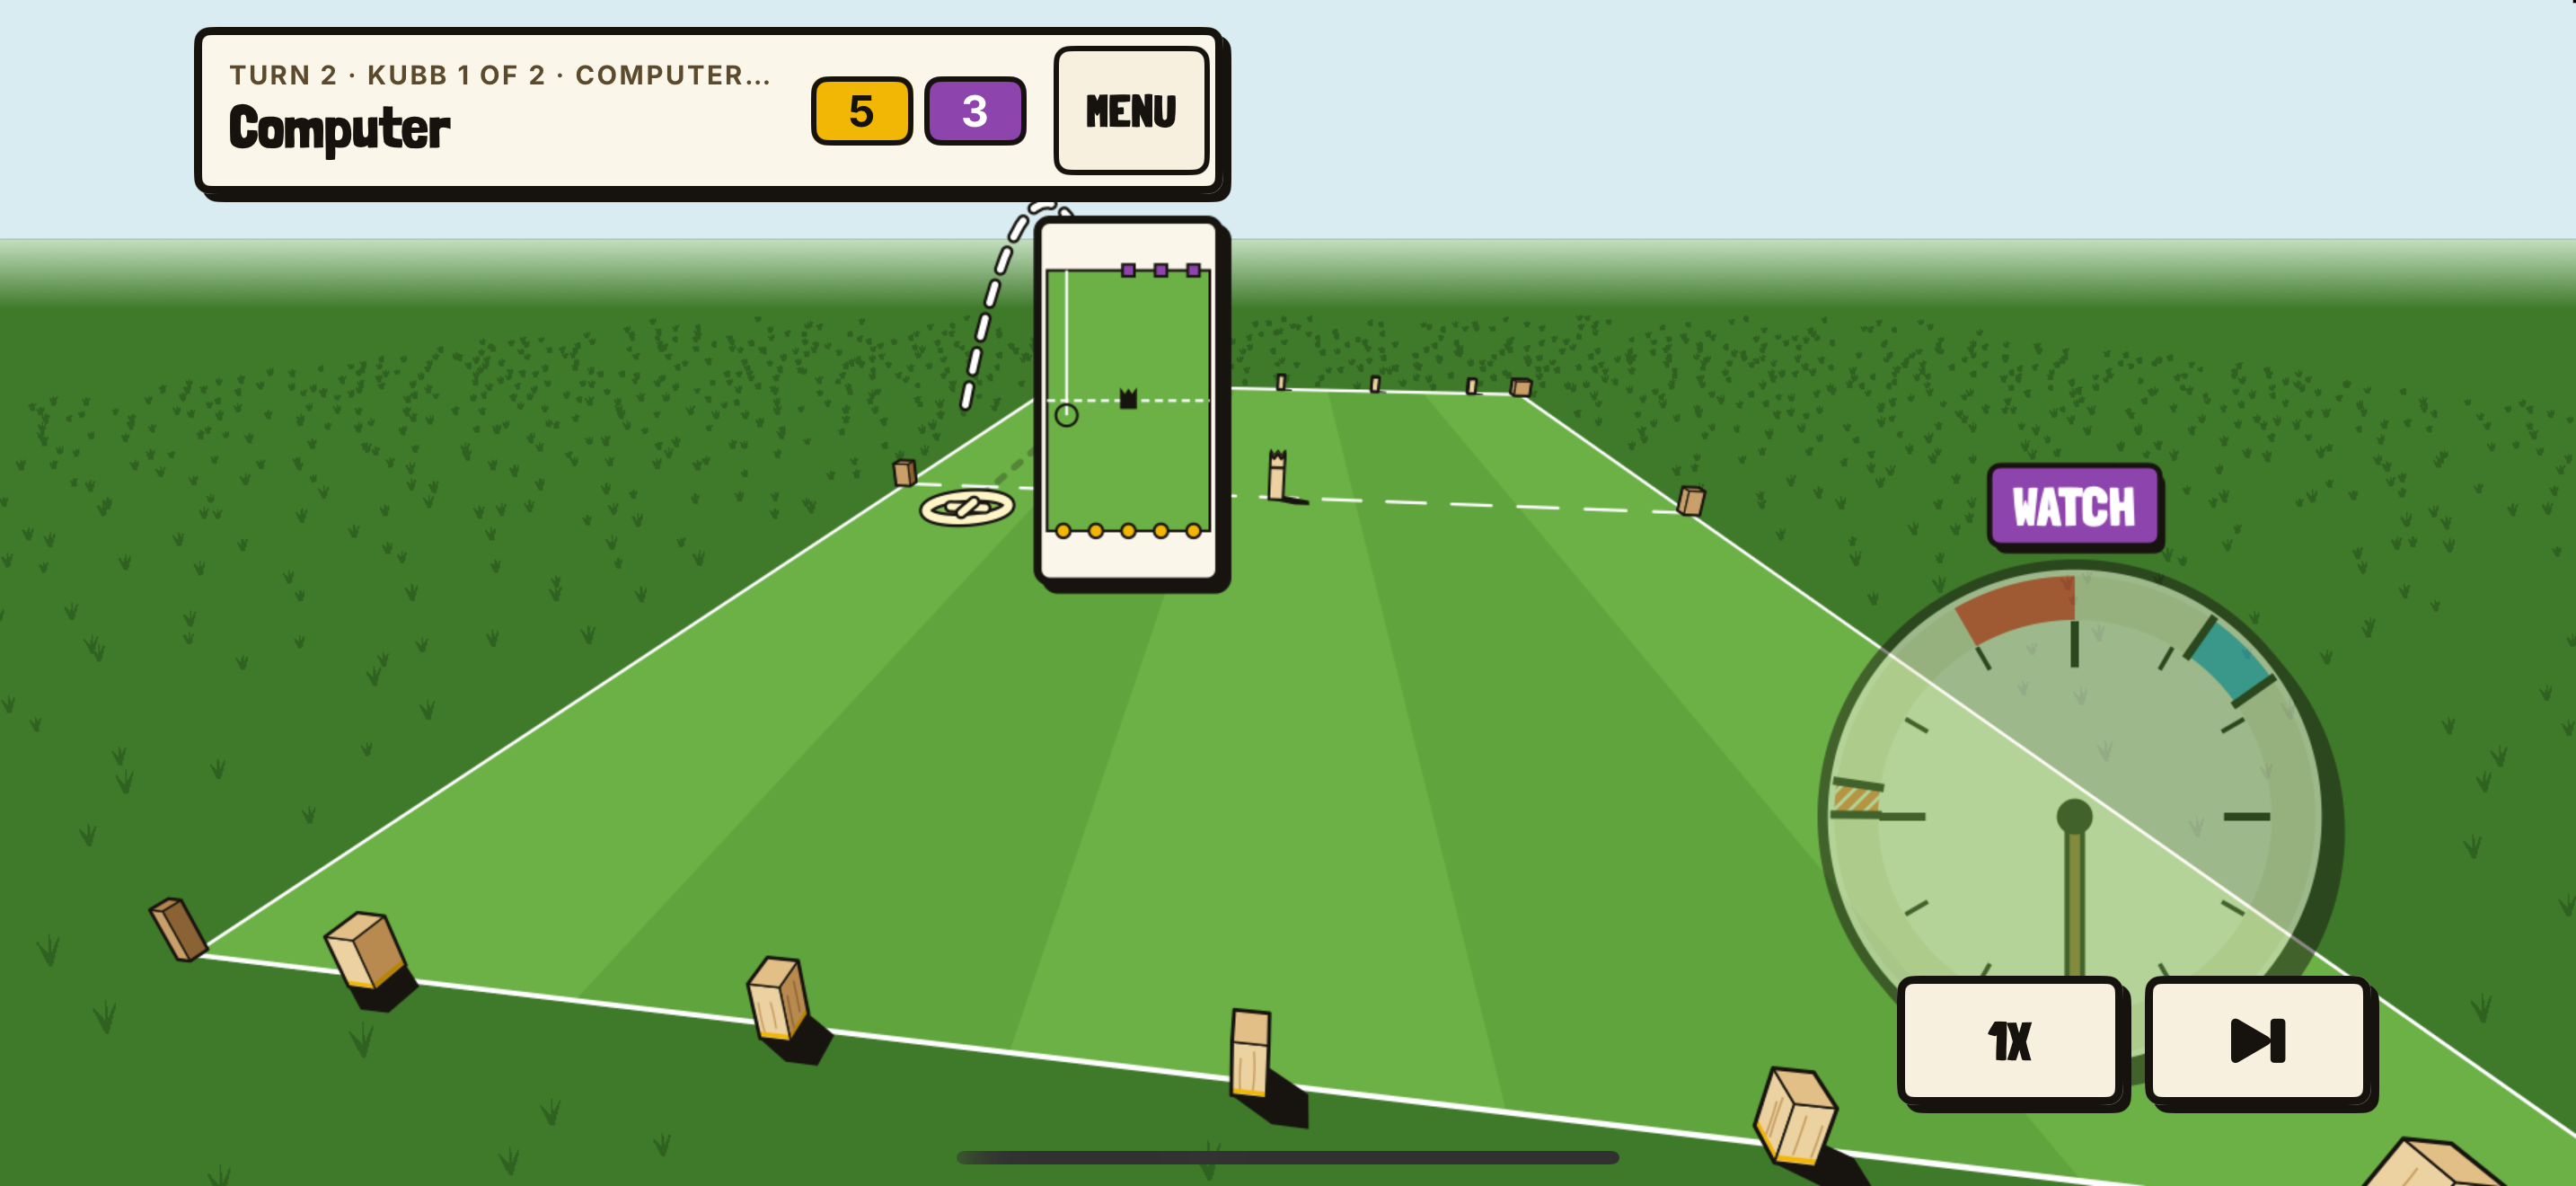 TURN 2 · KUBB 1 OF 2 · COMPUTER...
Computer
5
3
MENU
WATCH
1X